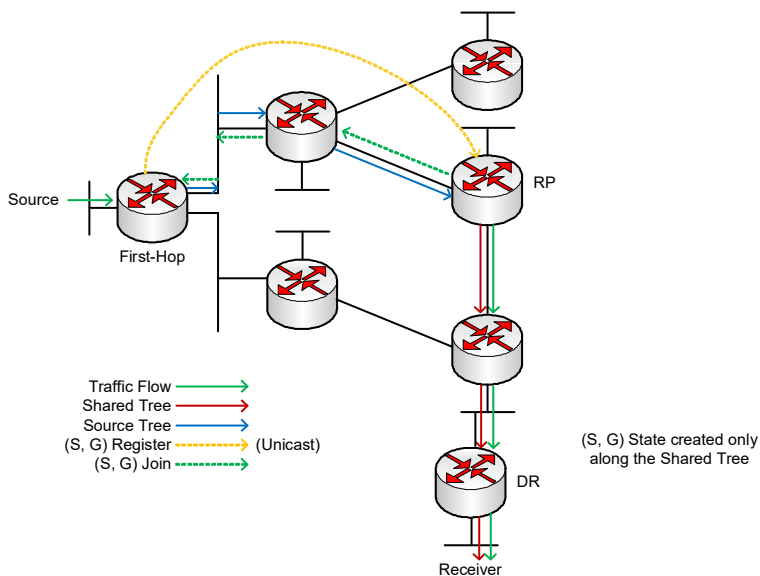 RP
Source
First-Hop
Traffic Flow
Shared Tree
Source Tree
(S, G) Register (Unicast)
(S, G) Join
(S, G) State created only
along the Shared Tree
DR
Receiver